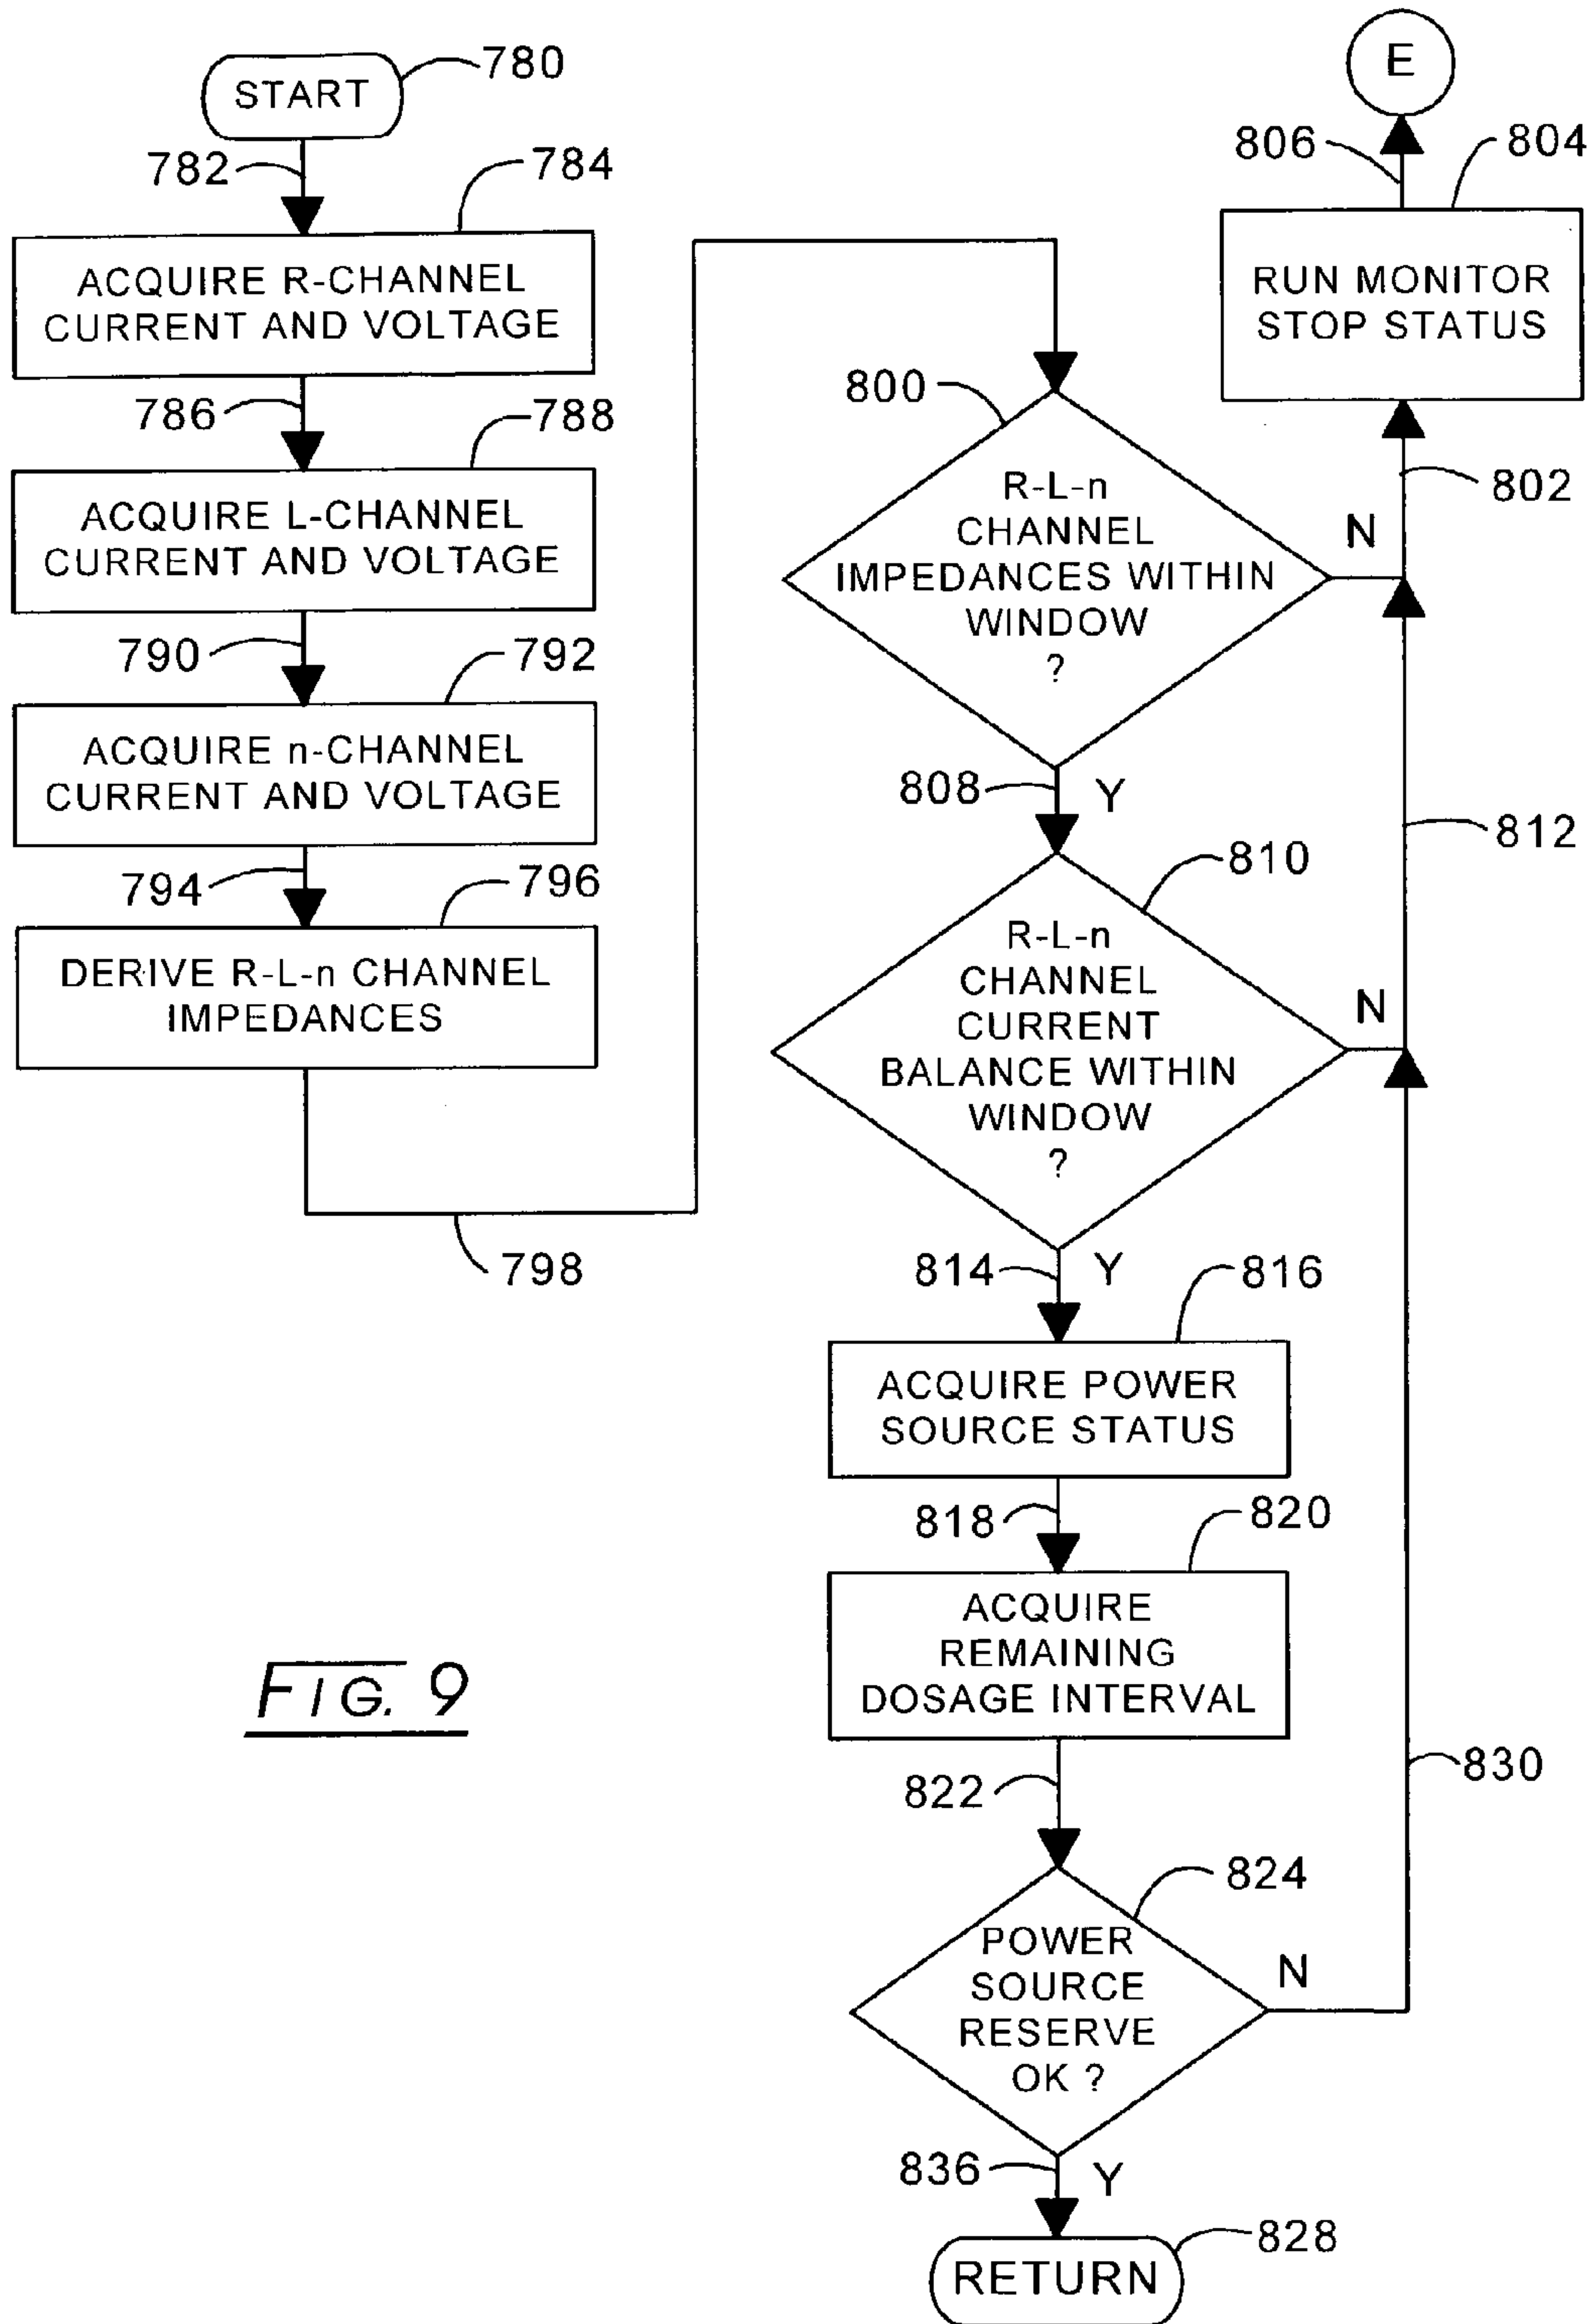 START
780
782
784
ACQUIRE R-CHANNEL
CURRENT AND VOLTAGE
786
788
ACQUIRE L-CHANNEL
CURRENT AND VOLTAGE
790
792
ACQUIRE n-CHANNEL
CURRENT AND VOLTAGE
794
796
DERIVE R-L-n CHANNEL
IMPEDANCES
798
E
806
804
RUN MONITOR
STOP STATUS
802
800
R-L-n
CHANNEL
IMPEDANCES WITHIN
WINDOW
?
N
808
Y
812
810
R-L-n
CHANNEL
CURRENT
BALANCE WITHIN
WINDOW
?
N
814
Y
816
ACQUIRE POWER
SOURCE STATUS
818
820
ACQUIRE
REMAINING
DOSAGE INTERVAL
822
830
824
POWER
SOURCE
RESERVE
OK ?
N
836
Y
828
RETURN
FIG. 9